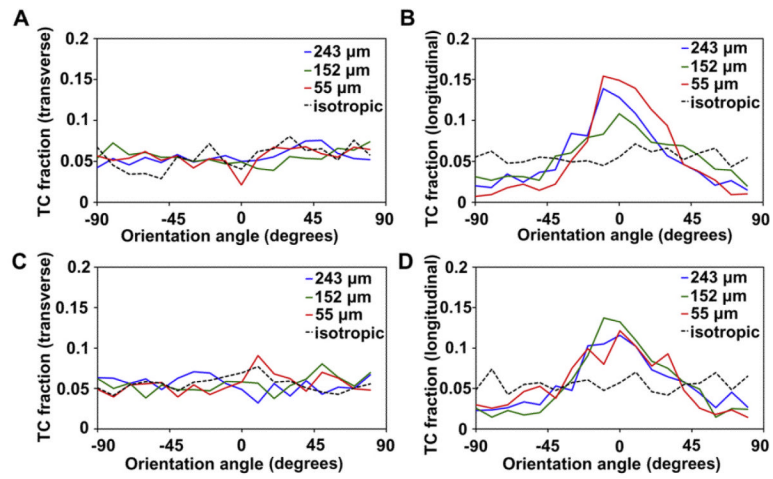 A
TC fraction (transverse)
0.2
0.15
0.1
0.05
0
243 µm
152 µm
55 µm
isotropic
-90
-45
0
45
90
Orientation angle (degrees)
B
TC fraction (longitudinal)
0.2
0.15
0.1
0.05
0
243 µm
152 µm
55 µm
isotropic
-90
-45
0
45
90
Orientation angle (degrees)
C
TC fraction (transverse)
0.2
0.15
0.1
0.05
0
243 µm
152 µm
55 µm
isotropic
-90
-45
0
45
90
Orientation angle (degrees)
D
TC fraction (longitudinal)
0.2
0.15
0.1
0.05
0
243 µm
152 µm
55 µm
isotropic
-90
-45
0
45
90
Orientation angle (degrees)